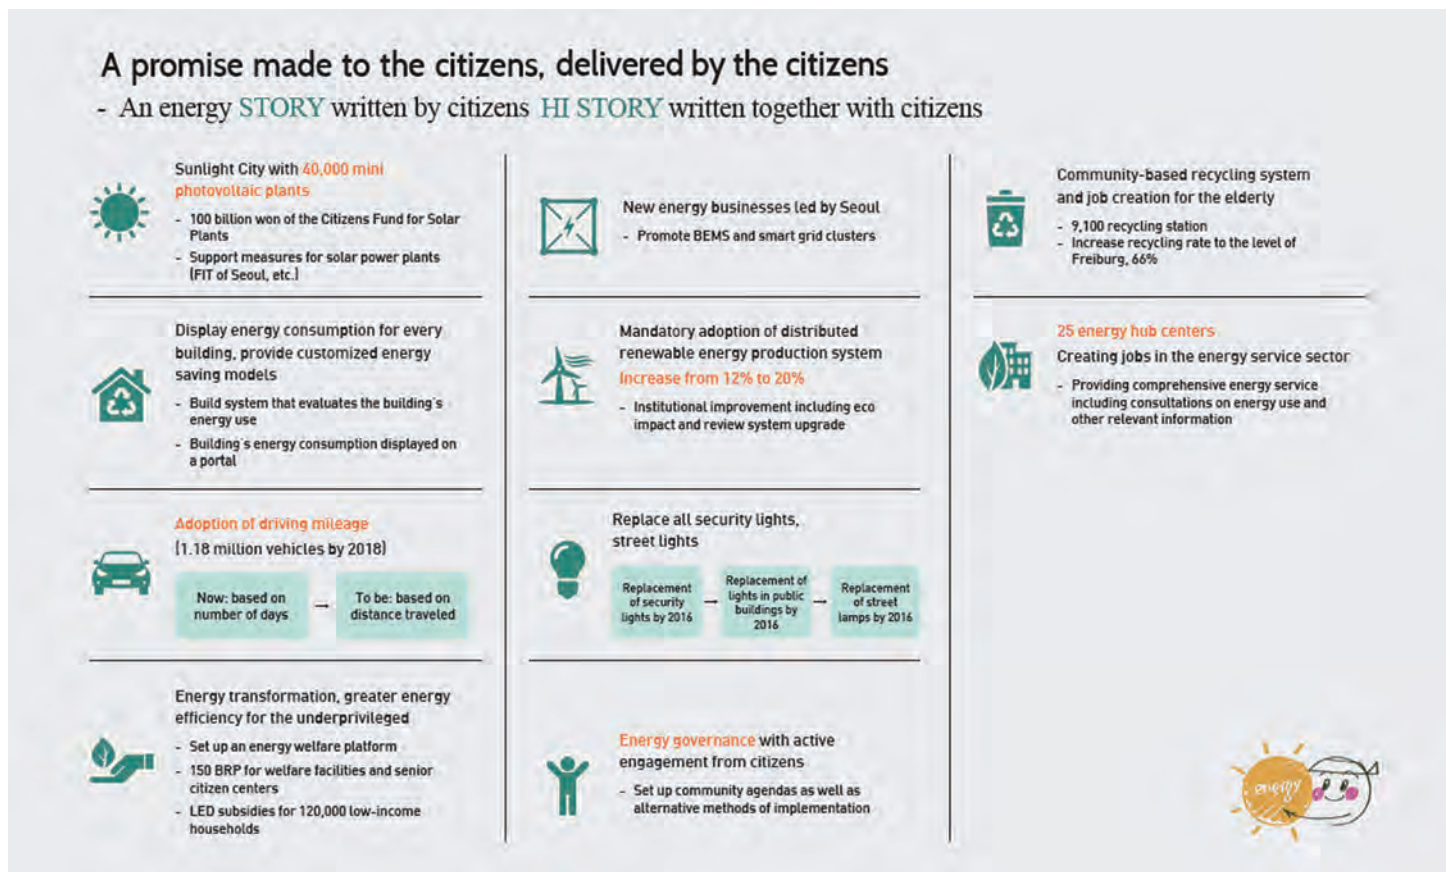 A promise made to the citizens, delivered by the citizens
- An energy STORY written by citizens HI STORY written together with citizens
Sunlight City with 40,000 mini
photovoltaic plants
- 100 billion won of the Citizens Fund for Solar
Plants
- Support measures for solar power plants
(FIT of Seoul, etc.)
Display energy consumption for every
building, provide customized energy
saving models
- Build system that evaluates the building's
energy use
- Building's energy consumption displayed on
a portal
Adoption of driving mileage
(1.18 million vehicles by 2018)
Now: based on
number of days
→
To be: based on
distance traveled
Energy transformation, greater energy
efficiency for the underprivileged
- Set up an energy welfare platform
- 150 BRP for welfare facilities and senior
citizen centers
- LED subsidies for 120,000 low-income
households
New energy businesses led by Seoul
- Promote BEMS and smart grid clusters
Mandatory adoption of distributed
renewable energy production system
Increase from 12% to 20%
- Institutional improvement including eco
impact and review system upgrade
Replace all security lights,
street lights
Replacement
of security
lights by 2016
→
Replacement of
lights in public
buildings by
2016
→
Replacement
of street
lamps by 2016
Energy governance with active
engagement from citizens
- Set up community agendas as well as
alternative methods of implementation
Community-based recycling system
and job creation for the elderly
- 9,100 recycling station
- Increase recycling rate to the level of
Freiburg, 66%
25 energy hub centers
Creating jobs in the energy service sector
- Providing comprehensive energy service
including consultations on energy use and
other relevant information
energy